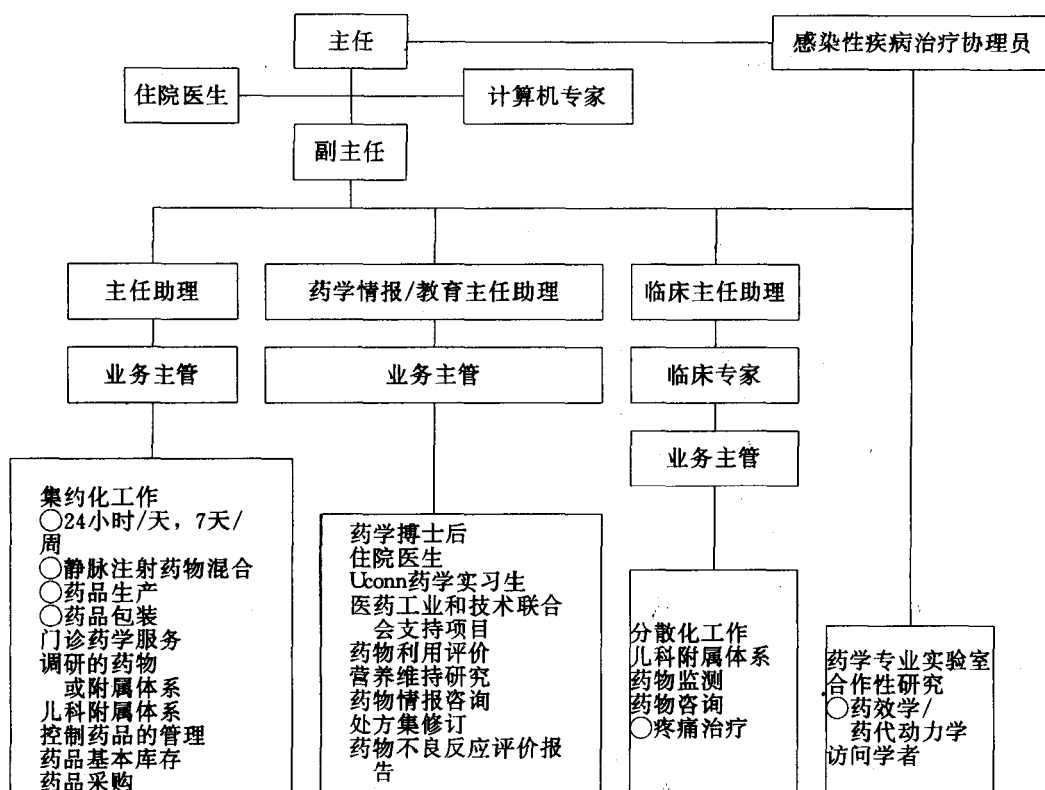 主任
感染性疾病治疗协理员
住院医生
计算机专家
副主任
主任助理
药学情报/教育主任助理
临床主任助理
业务主管
业务主管
临床专家
业务主管
集约化工作
○24小时/天，7天/
周
○静脉注射药物混合
○药品生产
○药品包装
门诊药学服务
调研的药物
或附属体系
儿科附属体系
控制药品的管理
药品基本库存
药品采购
药学搏士后
住院医生
Uconn药学实习生
医药工业和技术联合
会支持项目
药物利用评价
营养维持研究
药物情报咨询
处方集修订
药物不良反应评价报
告
分散化工作
儿科附属体系
药物监测
药物咨询
○疼痛治疗
药学专业实验室
合作性研究
○药效学/
药代动力学
访问学者